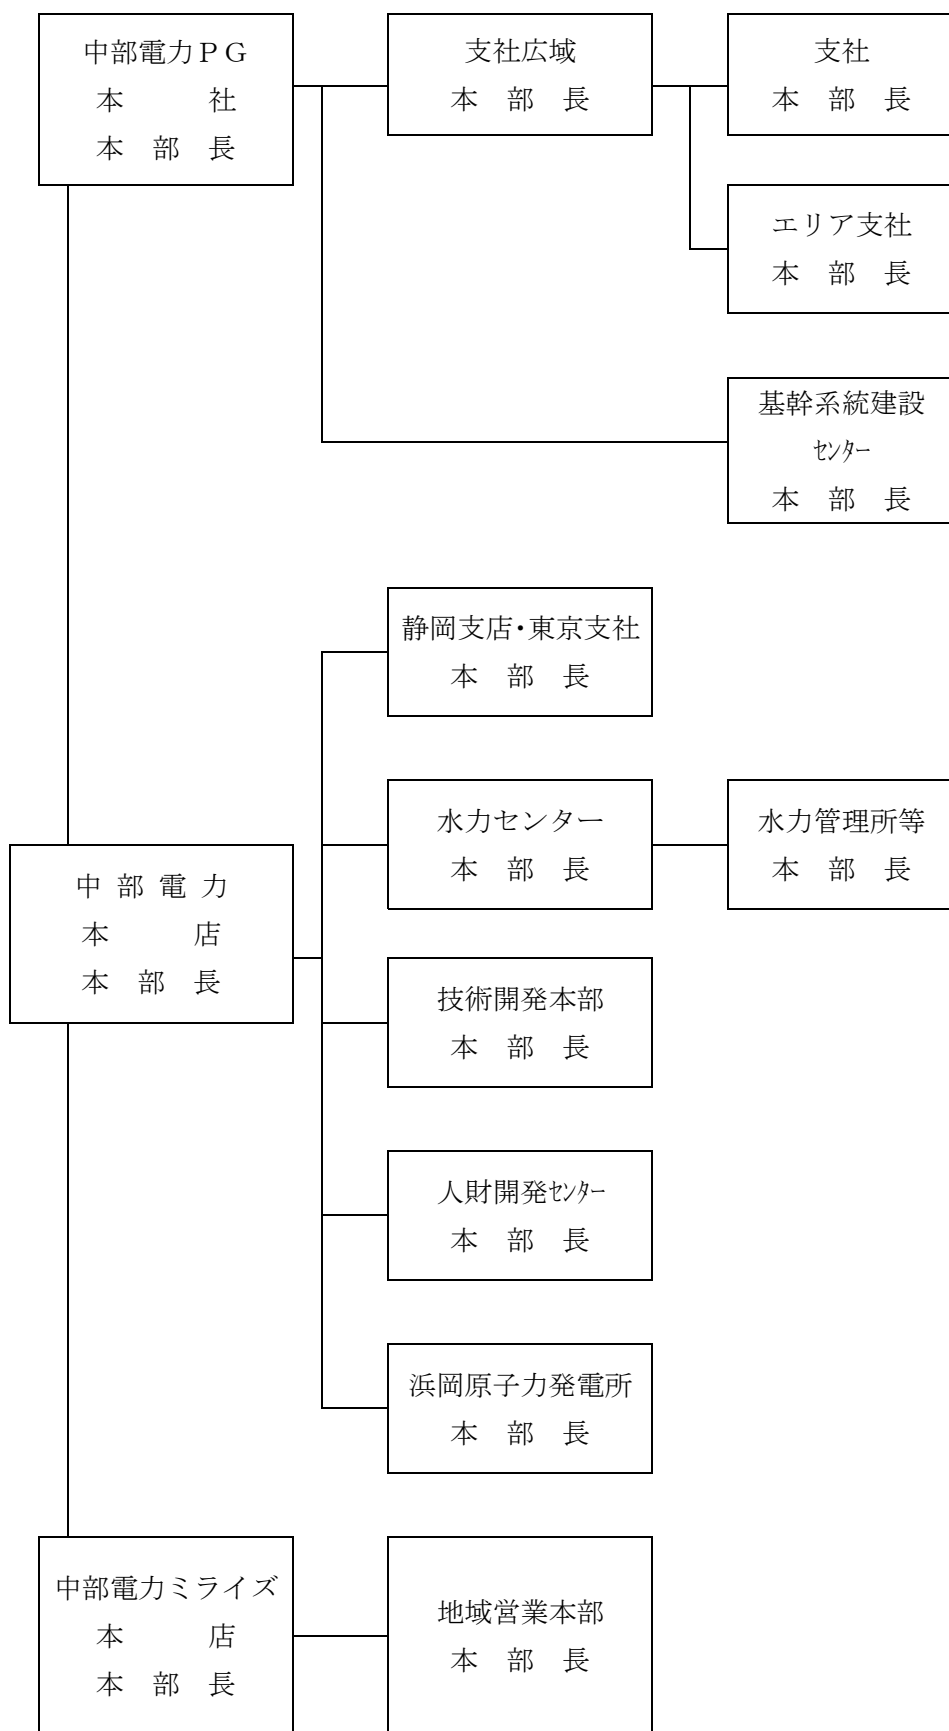 中部電力ＰＧ
本　　　社
本　部　長
支社広域
本　部　長
支社
本　部　長
エリア支社
本　部　長
基幹系統建設
ｾﾝﾀｰ
本　部　長
静岡支店・東京支社
本　部　長
水力センター
本　部　長
水力管理所等
本　部　長
中 部 電 力
本　　　店
本　部　長
技術開発本部
本　部　長
人財開発ｾﾝﾀｰ
本　部　長
浜岡原子力発電所
本　部　長
中部電力ミライズ
本　　　店
本　部　長
地域営業本部
本　部　長